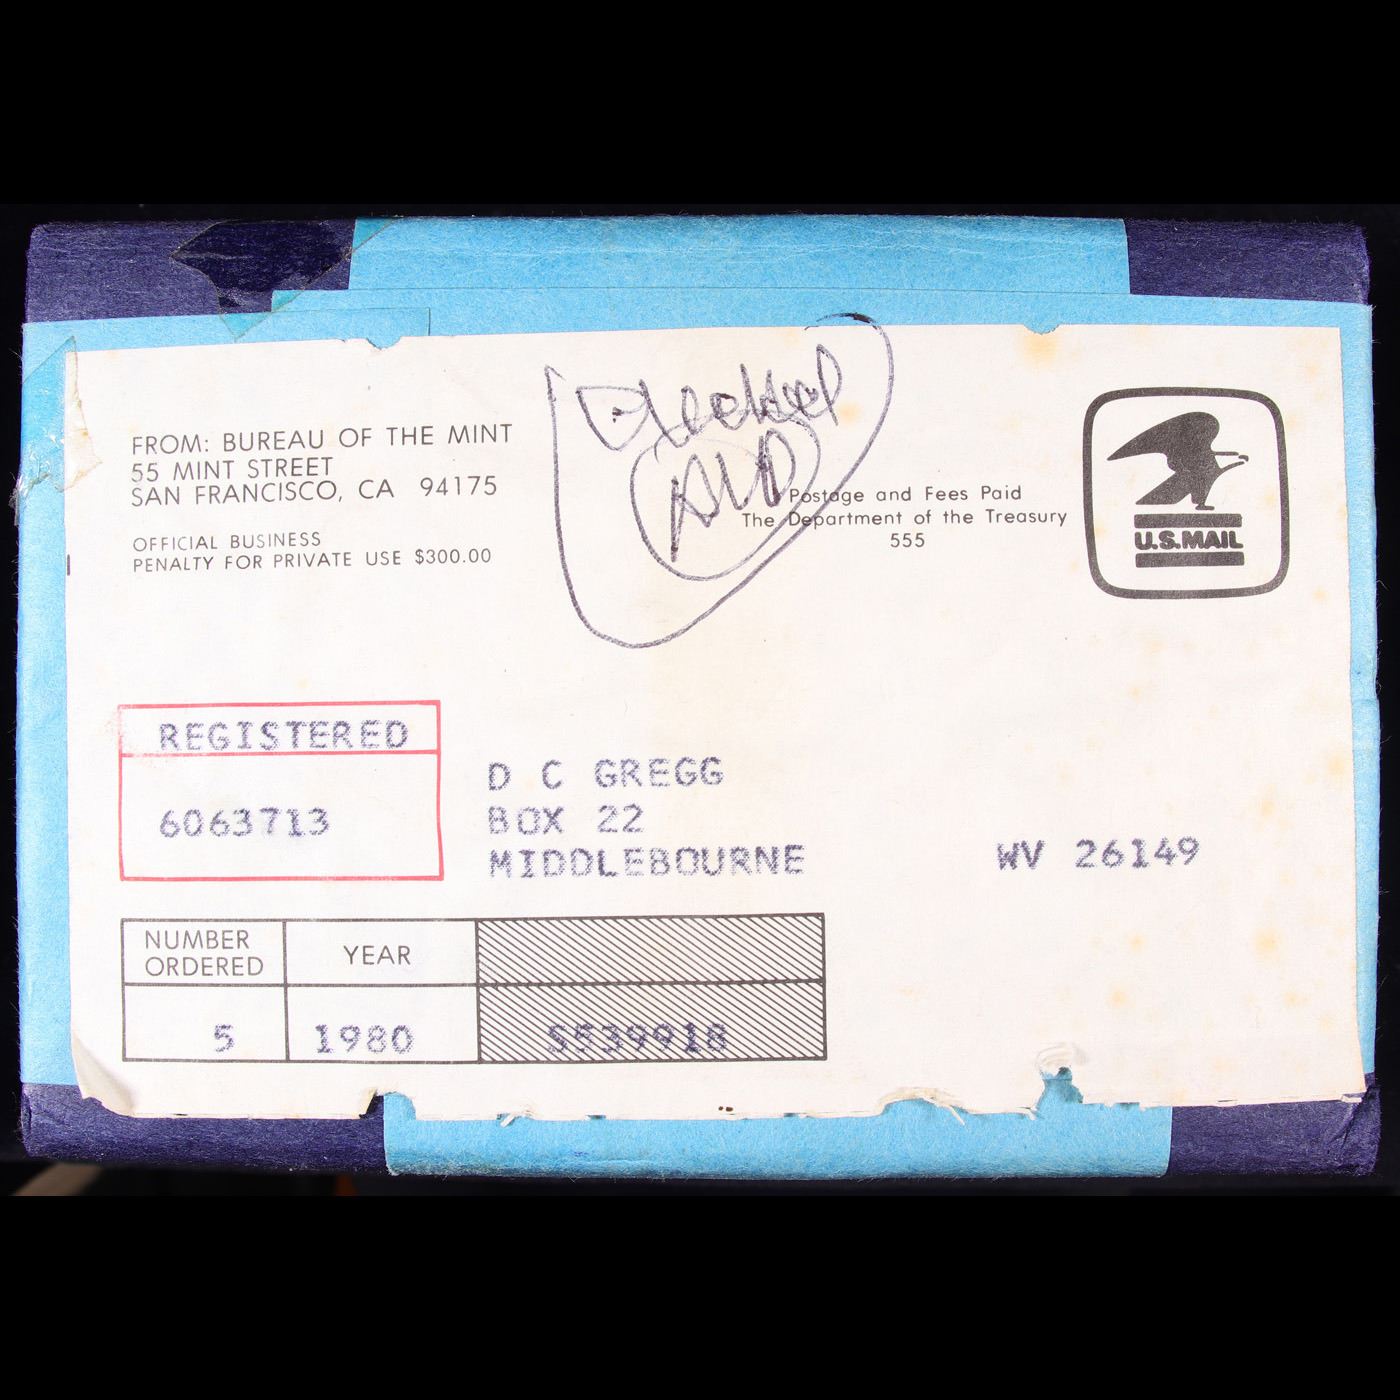 FROM: BUREAU OF THE MINT
55 MINT STREET
SAN FRANCISCO, CA 94175
OFFICIAL BUSINESS
PENALTY FOR PRIVATE USE $300.00
Checked
Postage and Fees Paid
The Department of the Treasury
555
U.S.MAIL
REGISTERED
6063713
D C GREGG
BOX 22
MIDDLEBOURNE WV 26149
NUMBER ORDERED
YEAR
5 1980 S539918